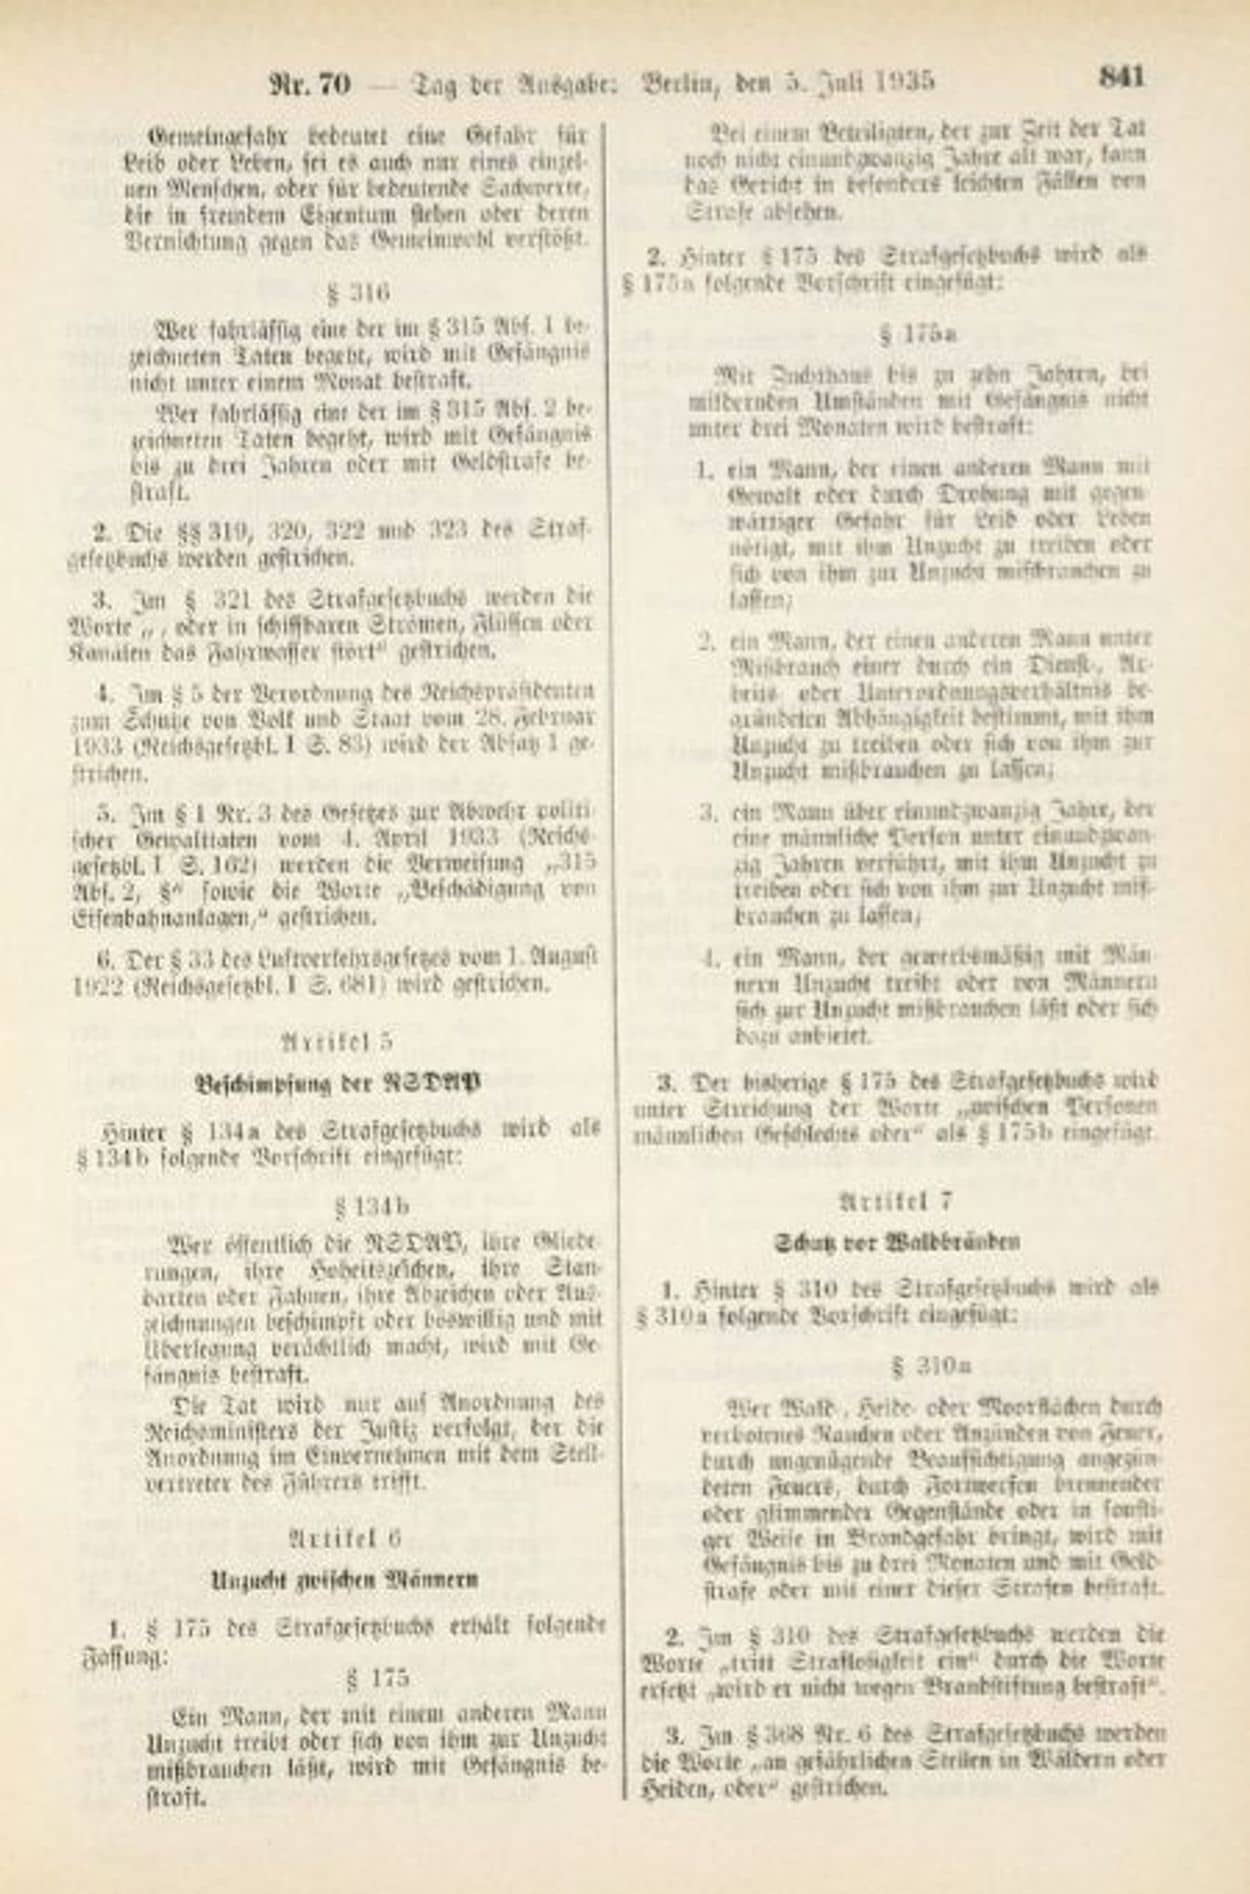 Nr. 70 — Tag der Ausgabe: Berlin, den 5. Juli 1935
841
Gemeingefahr bedeutet eine Gefahr für
Leib oder Leben, sei es auch nur eines einzel-
nen Menschen, oder für bedeutende Sachwerte,
die in fremdem Eigentum stehen oder deren
Vernichtung gegen das Gemeinwohl verstößt.
§ 316
Wer fahrlässig eine der im § 315 Abs. 1 be-
zeichneten Taten begeht, wird mit Gefängnis
nicht unter einem Monat bestraft.
Wer fahrlässig eine der im § 315 Abs. 2 be-
zeichneten Taten begeht, wird mit Gefängnis
bis zu drei Jahren oder mit Geldstrafe be-
straft.
2. Die §§ 319, 320, 322 und 323 des Straf-
gesetzbuchs werden gestrichen.
3. Im § 321 des Strafgesetzbuchs werden die
Worte „, oder in schiffbaren Strömen, Flüssen oder
Kanälen das Fahrwasser stört“ gestrichen.
4. Im § 5 der Verordnung des Reichspräsidenten
zum Schutze von Volk und Staat vom 28. Februar
1933 (Reichsgesetzbl. I S. 83) wird der Absatz 1 ge-
strichen.
5. Im § 1 Nr. 3 des Gesetzes zur Abwehr politi-
scher Gewalttaten vom 4. April 1933 (Reichs-
gesetzbl. I S. 162) werden die Verweisung „315
Abs. 2, §“ sowie die Worte „Beschädigung von
Eisenbahnanlagen,“ gestrichen.
6. Der § 33 des Luftverkehrsgesetzes vom 1. August
1922 (Reichsgesetzbl. I S. 681) wird gestrichen.
Artikel 5
Beschimpfung der NSDAP
Hinter § 134a des Strafgesetzbuchs wird als
§ 134b folgende Vorschrift eingefügt:
§ 134b
Wer öffentlich die NSDAP, ihre Gliede-
rungen, ihre Hoheitszeichen, ihre Stan-
darten oder Fahnen, ihre Abzeichen oder Aus-
zeichnungen beschimpft oder böswillig und mit
Überlegung verächtlich macht, wird mit Ge-
fängnis bestraft.
Die Tat wird nur auf Anordnung des
Reichsministers der Justiz verfolgt, der die
Anordnung im Einvernehmen mit dem Stell-
vertreter des Führers trifft.
Artikel 6
Unzucht zwischen Männern
1. § 175 des Strafgesetzbuchs erhält folgende
Fassung:
§ 175
Ein Mann, der mit einem anderen Mann
Unzucht treibt oder sich von ihm zur Unzucht
mißbrauchen läßt, wird mit Gefängnis be-
straft.
Bei einem Beteiligten, der zur Zeit der Tat
noch nicht einundzwanzig Jahre alt war, kann
das Gericht in besonders leichten Fällen von
Strafe absehen.
2. Hinter § 175 des Strafgesetzbuchs wird als
§ 175a folgende Vorschrift eingefügt:
§ 175a
Mit Zuchthaus bis zu zehn Jahren, bei
mildernden Umständen mit Gefängnis nicht
unter drei Monaten wird bestraft:
1. ein Mann, der einen anderen Mann mit
Gewalt oder durch Drohung mit gegen-
wärtiger Gefahr für Leib oder Leben
nötigt, mit ihm Unzucht zu treiben oder
sich von ihm zur Unzucht mißbrauchen zu
lassen;
2. ein Mann, der einen anderen Mann unter
Mißbrauch einer durch ein Dienst-, Ar-
beits- oder Unterordnungsverhältnis be-
gründeten Abhängigkeit bestimmt, mit ihm
Unzucht zu treiben oder sich von ihm zur
Unzucht mißbrauchen zu lassen;
3. ein Mann über einundzwanzig Jahre, der
eine männliche Person unter einundzwan-
zig Jahren verführt, mit ihm Unzucht zu
treiben oder sich von ihm zur Unzucht miß-
brauchen zu lassen;
4. ein Mann, der gewerbsmäßig mit Män-
nern Unzucht treibt oder von Männern
sich zur Unzucht mißbrauchen läßt oder sich
dazu anbietet.
3. Der bisherige § 175 des Strafgesetzbuchs wird
unter Streichung der Worte „zwischen Personen
männlichen Geschlechts oder“ als § 175b eingefügt.
Artikel 7
Schutz vor Waldbränden
1. Hinter § 310 des Strafgesetzbuchs wird als
§ 310a folgende Vorschrift eingefügt:
§ 310a
Wer Wald-, Heide- oder Moorflächen durch
verbotenes Rauchen oder Anzünden von Feuer,
durch ungenügende Beaufsichtigung angezün-
deten Feuers, durch Fortwerfen brennender
oder glimmender Gegenstände oder in sonsti-
ger Weise in Brandgefahr bringt, wird mit
Gefängnis bis zu drei Monaten und mit Geld-
strafe oder mit einer dieser Strafen bestraft.
2. Im § 310 des Strafgesetzbuchs werden die
Worte „tritt Straflosigkeit ein“ durch die Worte
ersetzt „wird er nicht wegen Brandstiftung bestraft“.
3. Im § 368 Nr. 6 des Strafgesetzbuchs werden
die Worte „an gefährlichen Stellen in Wäldern oder
Heiden, oder“ gestrichen.